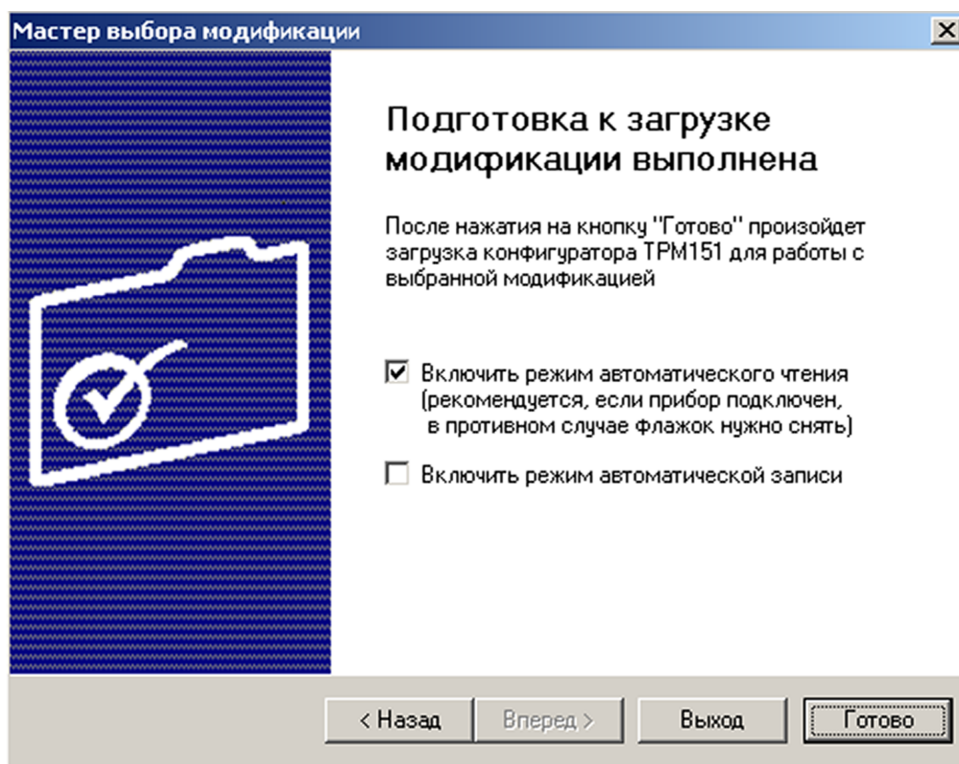 Мастер выбора модификации
Подготовка к загрузке
модификации выполнена
После нажатия на кнопку "Готово" произойдет
загрузка конфигуратора ТРМ151 для работы с
выбранной модификацией
Включить режим автоматического чтения
(рекомендуется, если прибор подключен,
в противном случае флажок нужно снять)
Включить режим автоматической записи
< Назад
Вперед >
Выход
Готово